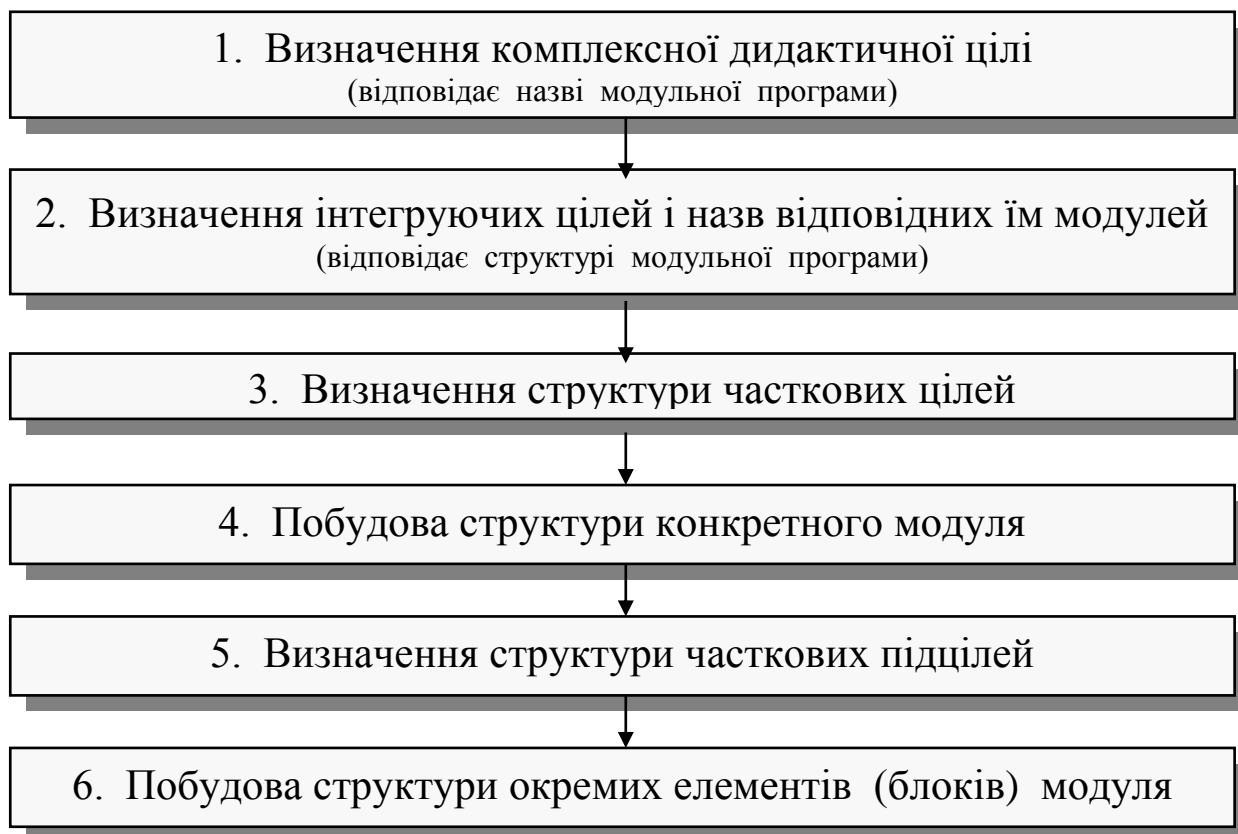 1. Визначення комплексної дидактичної цілі
(відповідає назві модульної програми)
2. Визначення інтегруючих цілей і назв відповідних їм модулей
(відповідає структурі модульної програми)
3. Визначення структури часткових цілей
4. Побудова структури конкретного модуля
5. Визначення структури часткових підцілей
6. Побудова структури окремих елементів (блоків) модуля